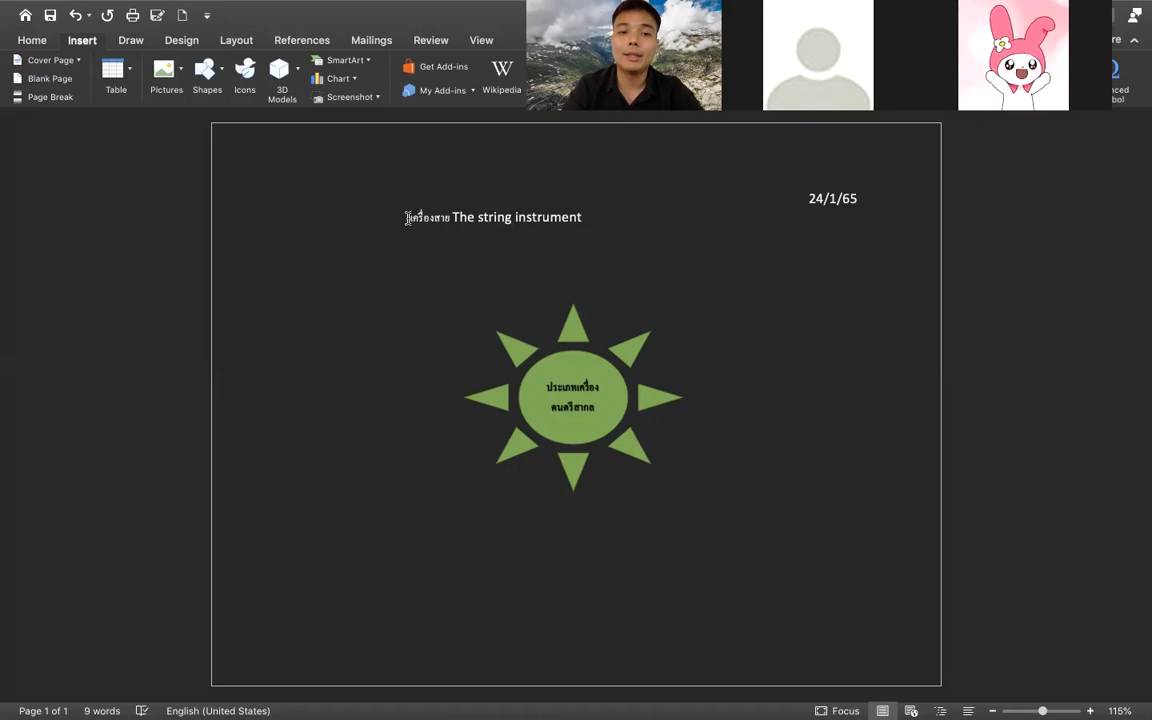 Home
Insert
Draw
Design
Layout
References
Mailings
Review
View
Cover Page
Blank Page
Page Break
Table
Pictures
Shapes
Icons
3D
Models
SmartArt
Chart
Screenshot
Get Add-ins
My Add-ins
W
Wikipedia
24/1/65
เครื่องสาย The string instrument
ประเภทเครื่อง
ดนตรีสากล
Page 1 of 1
9 words
English (United States)
Focus
115%